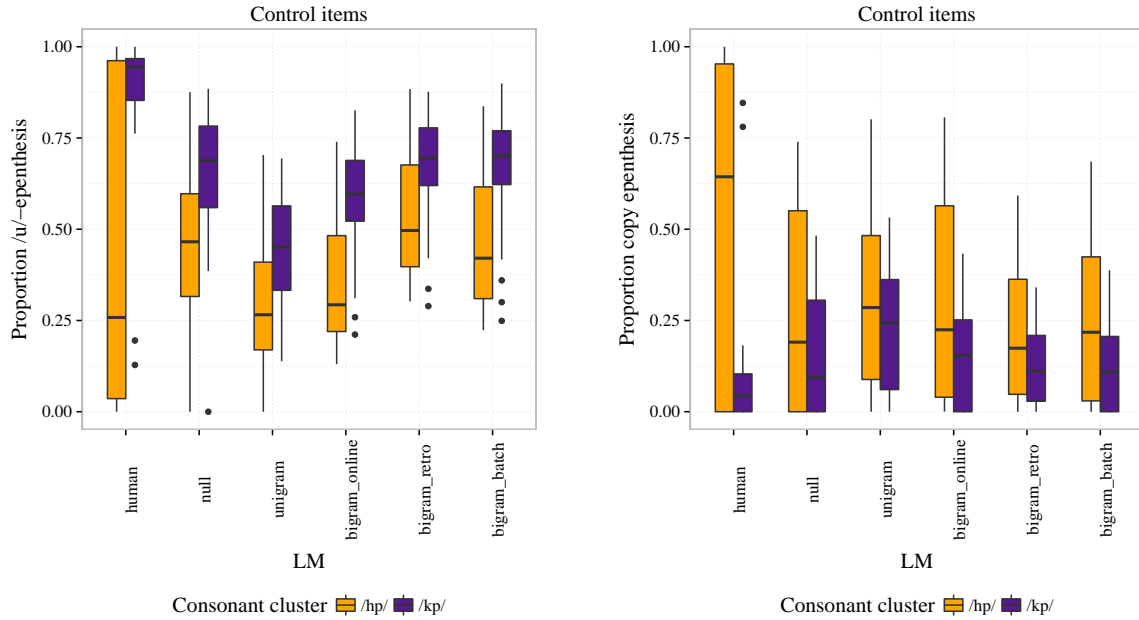 Control items
Proportion /u/−epenthesis
1.00
0.75
0.50
0.25
0.00
human
null
unigram
bigram_online
bigram_retro
bigram_batch
LM
Consonant cluster /hp/ /kp/
Control items
Proportion copy epenthesis
1.00
0.75
0.50
0.25
0.00
human
null
unigram
bigram_online
bigram_retro
bigram_batch
LM
Consonant cluster /hp/ /kp/